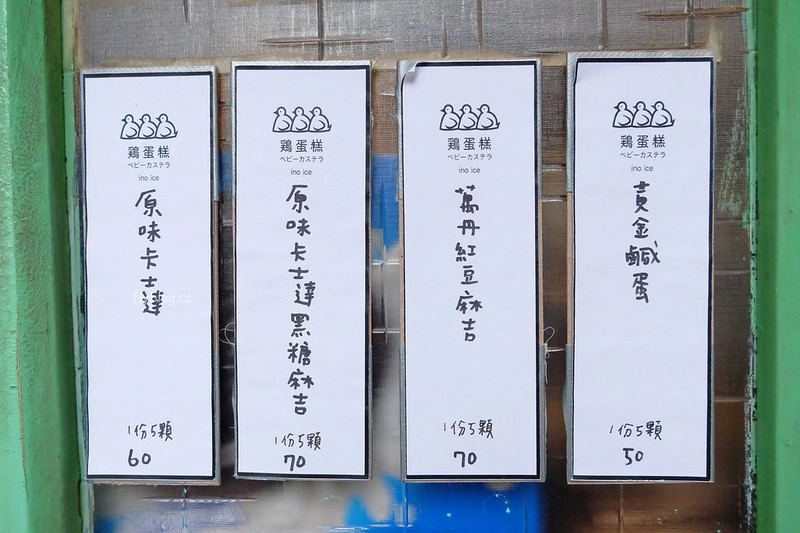 鶏蛋糕
ベビーカステラ
ino ice
原味卡士達
1份5顆
60
鶏蛋糕
ベビーカステラ
ino ice
原味卡士達黑糖麻吉
1份5顆
70
鶏蛋糕
ベビーカステラ
ino ice
萬丹紅豆麻吉
1份5顆
70
鶏蛋糕
ベビーカステラ
ino ice
黃金鹹蛋
1份5顆
50